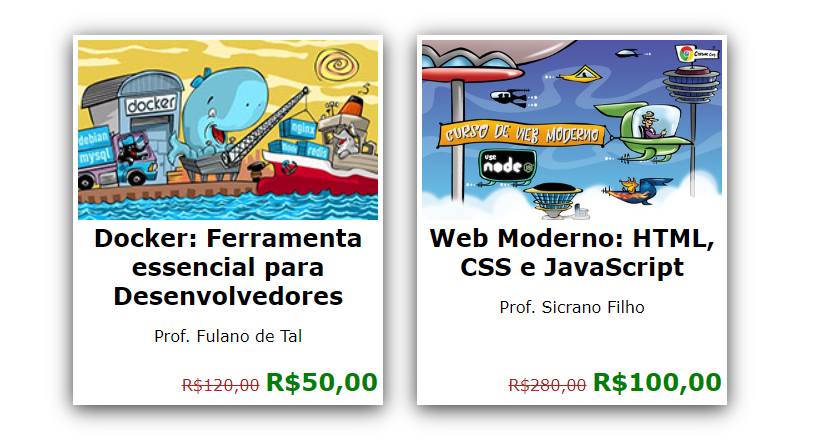 docker
debian
mysql
nginx
redis
Docker: Ferramenta
essencial para
Desenvolvedores
Prof. Fulano de Tal
R$120,00 R$50,00
CURSO DE WEB MODERNO
USE
node
Web Moderno: HTML,
CSS e JavaScript
Prof. Sicrano Filho
R$280,00 R$100,00